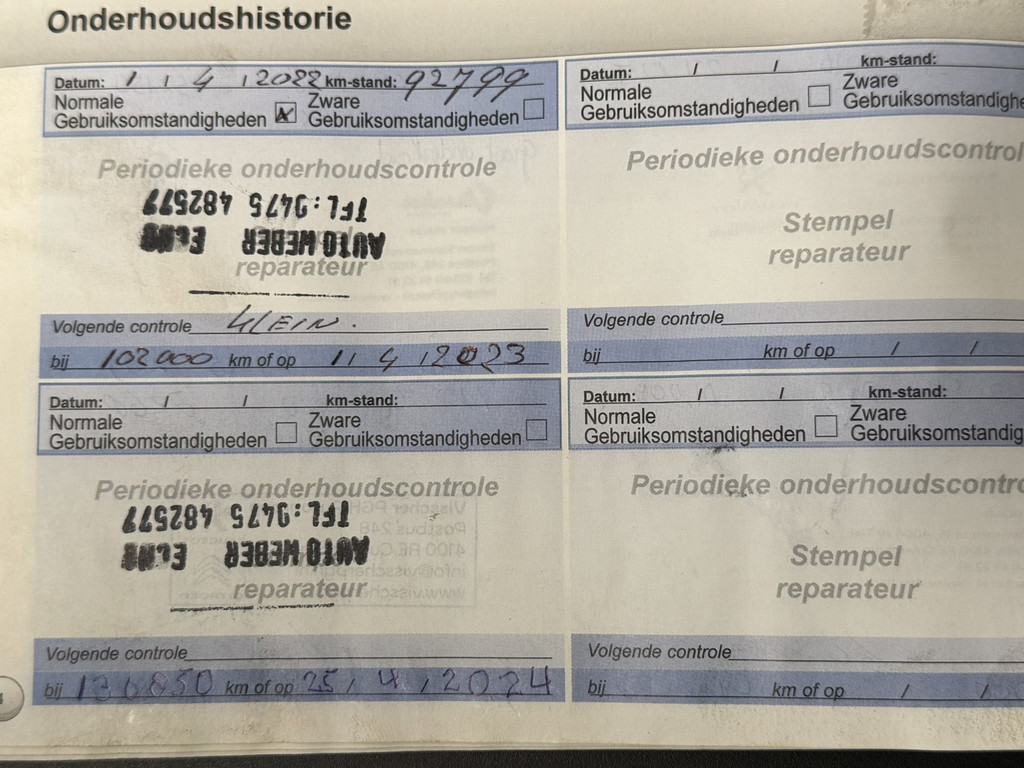 Onderhoudshistorie
Datum: 1 / 4 / 2022 km-stand: 92799
Normale Gebruiksomstandigheden
Zware Gebruiksomstandigheden
Periodieke onderhoudscontrole
TEL: 0475 482577
AUTO WEBER ECHT
reparateur
Volgende controle KLEIN.
bij 102000 km of op 1 / 4 / 2023
Datum: / / km-stand:
Normale Gebruiksomstandigheden
Zware Gebruiksomstandigheden
Periodieke onderhoudscontrole
TEL: 0475 482577
AUTO WEBER ECHT
reparateur
Volgende controle
bij 130850 km of op 25 / 4 / 2024
Datum: / / km-stand:
Normale Gebruiksomstandigheden
Zware Gebruiksomstandighe
Periodieke onderhoudscontrol
Stempel
reparateur
Volgende controle
bij km of op / /
Datum: / / km-stand:
Normale Gebruiksomstandigheden
Zware Gebruiksomstandig
Periodieke onderhoudscontro
Stempel
reparateur
Volgende controle
bij km of op / /